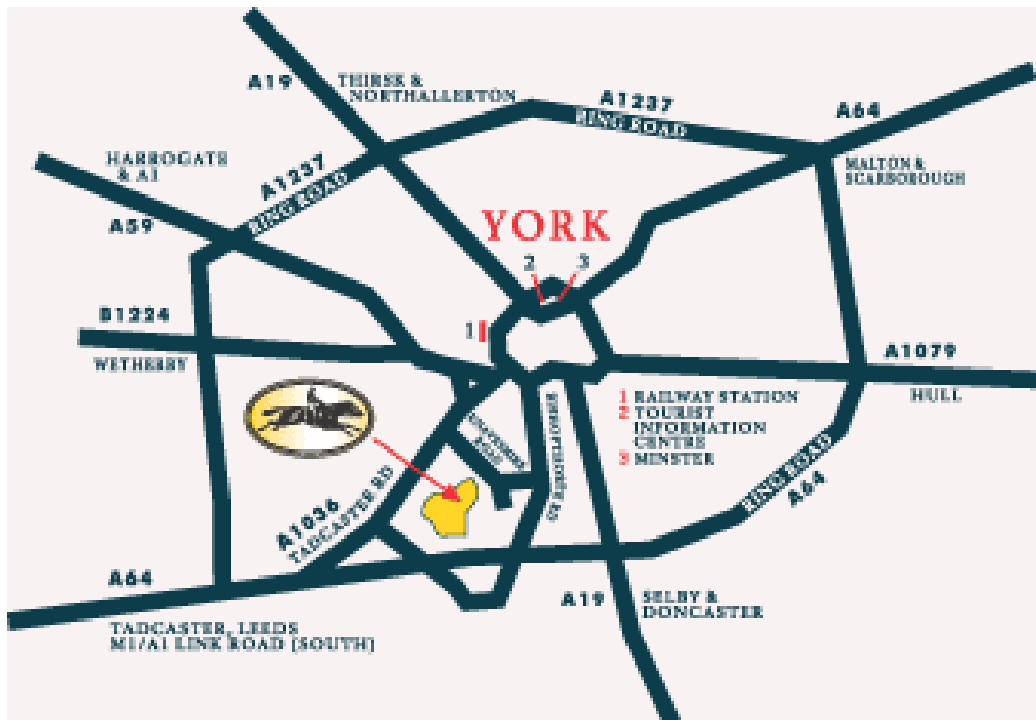 A19
THIRSK &
NORTHALLERTON
A1237
RING ROAD
A64
MALTON &
SCARBOROUGH
HARROGATE
& A1
A1237
RING ROAD
A59
YORK
2
3
1
B1224
WETHERBY
A1079
HULL
1 RAILWAY STATION
2 TOURIST
INFORMATION
CENTRE
3 MINSTER
BISHOPTHORPE RD
RING ROAD
A64
A1036
TADCASTER RD
A64
TADCASTER, LEEDS
M1/A1 LINK ROAD (SOUTH)
A19
SELBY &
DONCASTER